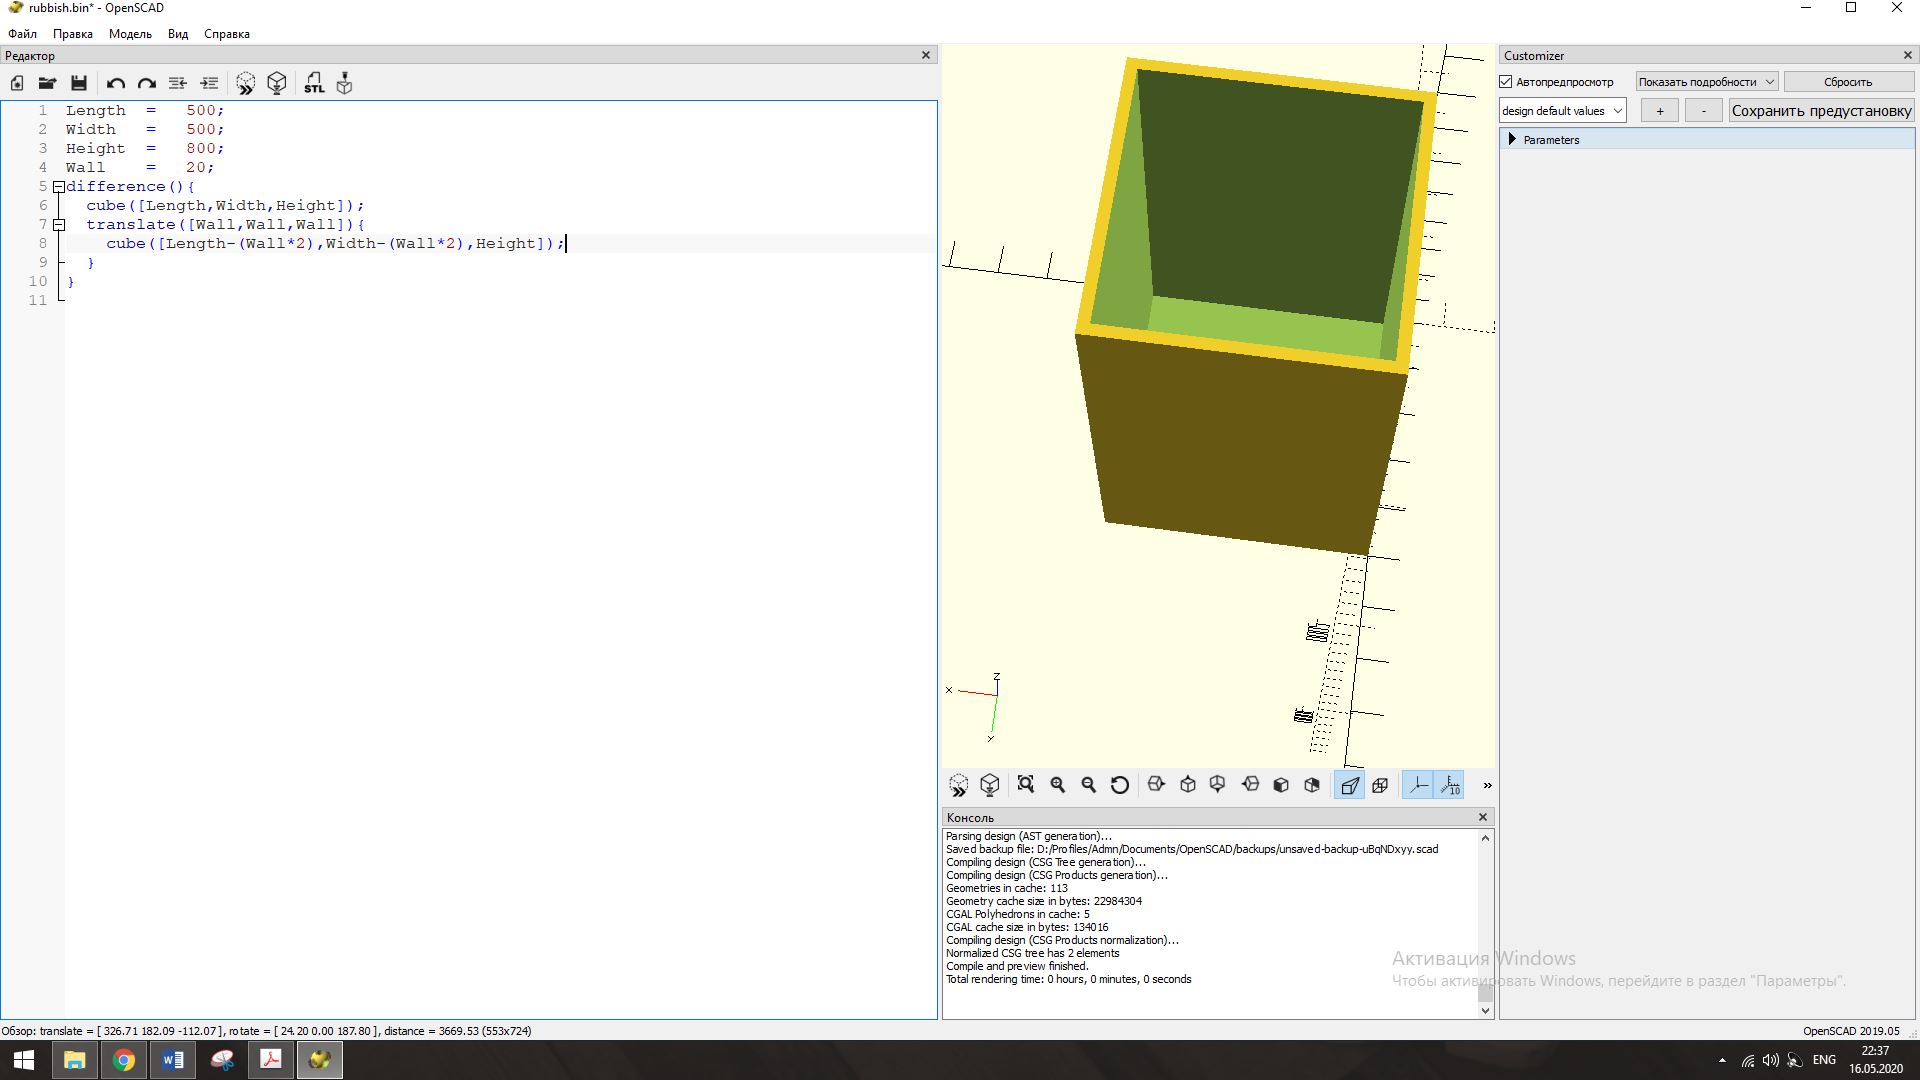 rubbish.bin* - OpenSCAD
Файл Правка Модель Вид Справка
Редактор
STL
1 Length = 500;
2 Width = 500;
3 Height = 800;
4 Wall = 20;
5 difference(){
6 cube([Length,Width,Height]);
7 translate([Wall,Wall,Wall]){
8 cube([Length-(Wall*2),Width-(Wall*2),Height]);
9 }
10 }
11
z
x
y
10
Консоль
Parsing design (AST generation)...
Saved backup file: D:/Profiles/Admn/Documents/OpenSCAD/backups/unsaved-backup-uBqNDxyy.scad
Compiling design (CSG Tree generation)...
Compiling design (CSG Products generation)...
Geometries in cache: 113
Geometry cache size in bytes: 22984304
CGAL Polyhedrons in cache: 5
CGAL cache size in bytes: 134016
Compiling design (CSG Products normalization)...
Normalized CSG tree has 2 elements
Compile and preview finished.
Total rendering time: 0 hours, 0 minutes, 0 seconds
Customizer
Автопредпросмотр Показать подробности Сбросить
design default values + - Сохранить предустановку
Parameters
Активация Windows
Чтобы активировать Windows, перейдите в раздел "Параметры".
Обзор: translate = [ 326.71 182.09 -112.07 ], rotate = [ 24.20 0.00 187.80 ], distance = 3669.53 (553x724)
OpenSCAD 2019.05
ENG
22:37
16.05.2020